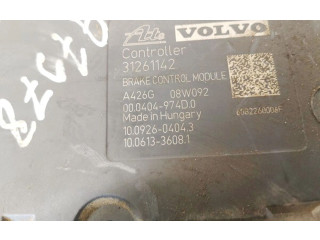 Ate VOLVO
Controller
31261142
BRAKE CONTROL MODULE
A426G 08W092
00.0404-974D.0
Made in Hungary
10.0926-0404.3
10.0613-3608.1